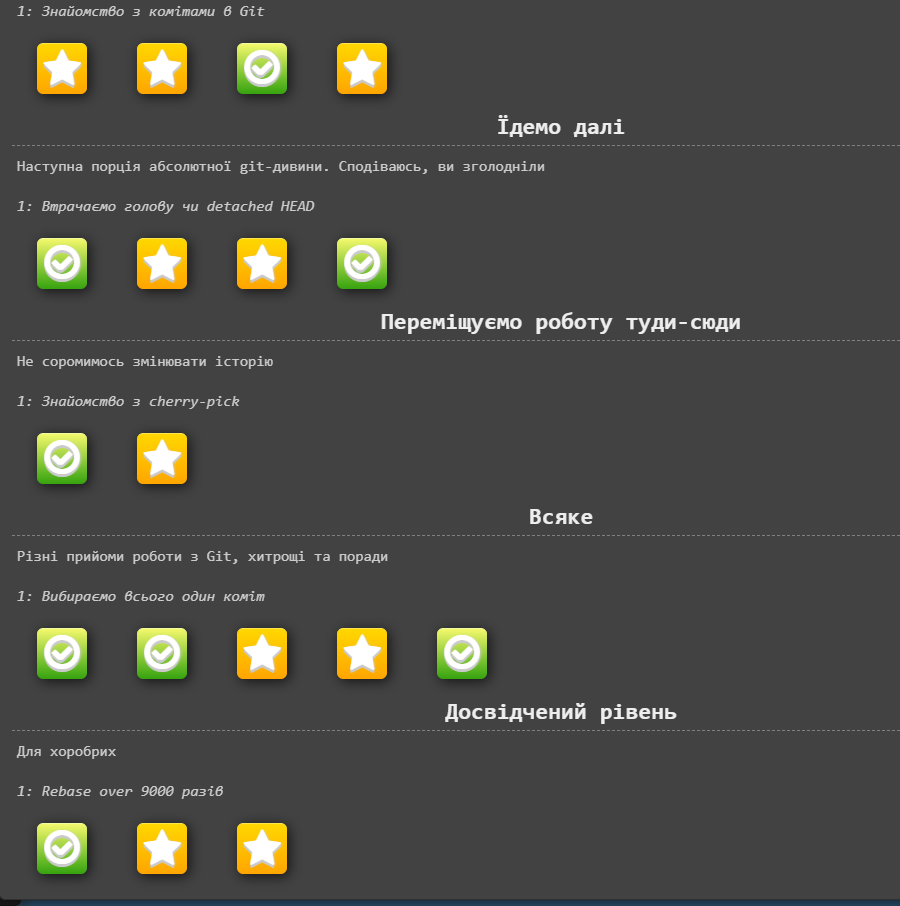 1: Знайомство з комітами в Git
Їдемо далі
Наступна порція абсолютної git-дивини. Сподіваюсь, ви зголодніли
1: Втрачаємо голову чи detached HEAD
Переміщуємо роботу туди-сюди
Не соромимось змінювати історію
1: Знайомство з cherry-pick
Всяке
Різні прийоми роботи з Git, хитрощі та поради
1: Вибираємо всього один коміт
Досвідчений рівень
Для хоробрих
1: Rebase over 9000 разів